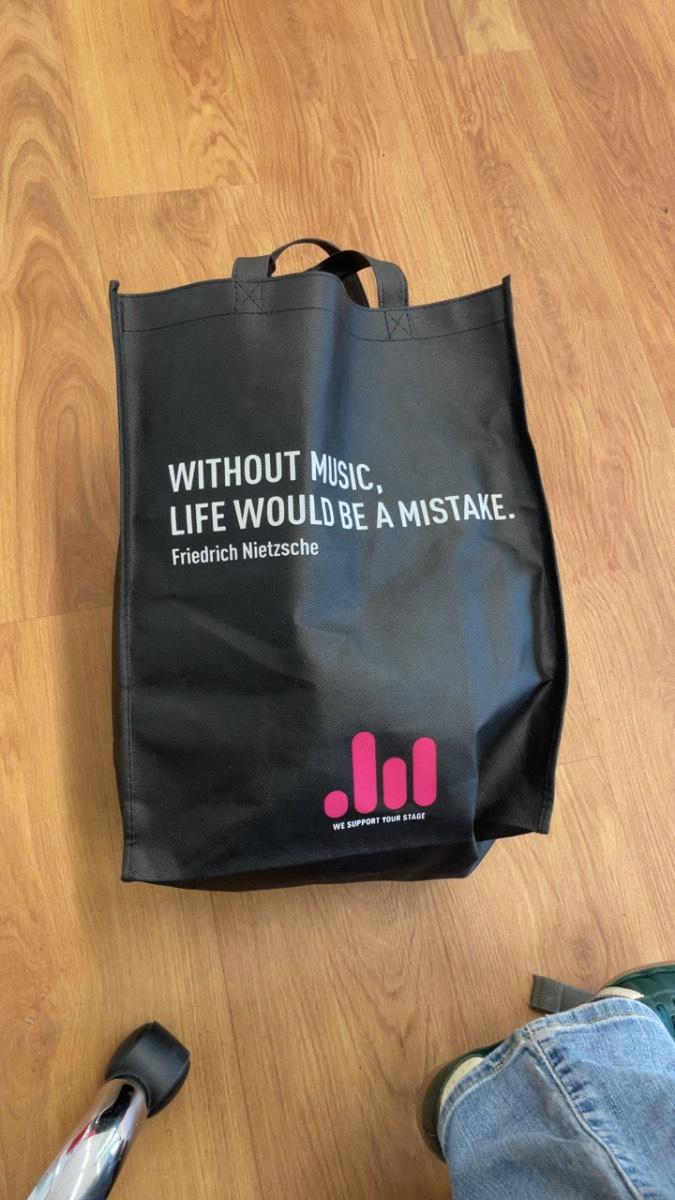 WITHOUT MUSIC,
LIFE WOULD BE A MISTAKE.
Friedrich Nietzsche
WE SUPPORT YOUR STAGE